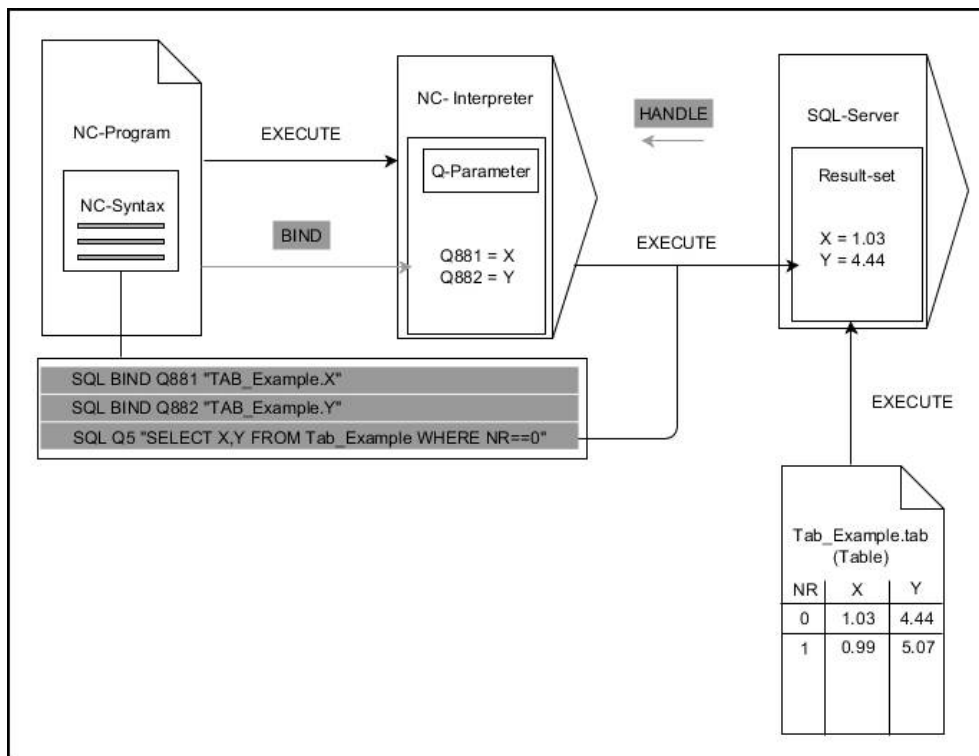 NC-Program
NC-Syntax
EXECUTE
BIND
NC- Interpreter
Q-Parameter
Q881 = X
Q882 = Y
HANDLE
EXECUTE
SQL-Server
Result-set
X = 1.03
Y = 4.44
SQL BIND Q881 "TAB_Example.X"
SQL BIND Q882 "TAB_Example.Y"
SQL Q5 "SELECT X,Y FROM Tab_Example WHERE NR==0"
EXECUTE
Tab_Example.tab
(Table)
NR X Y
0 1.03 4.44
1 0.99 5.07